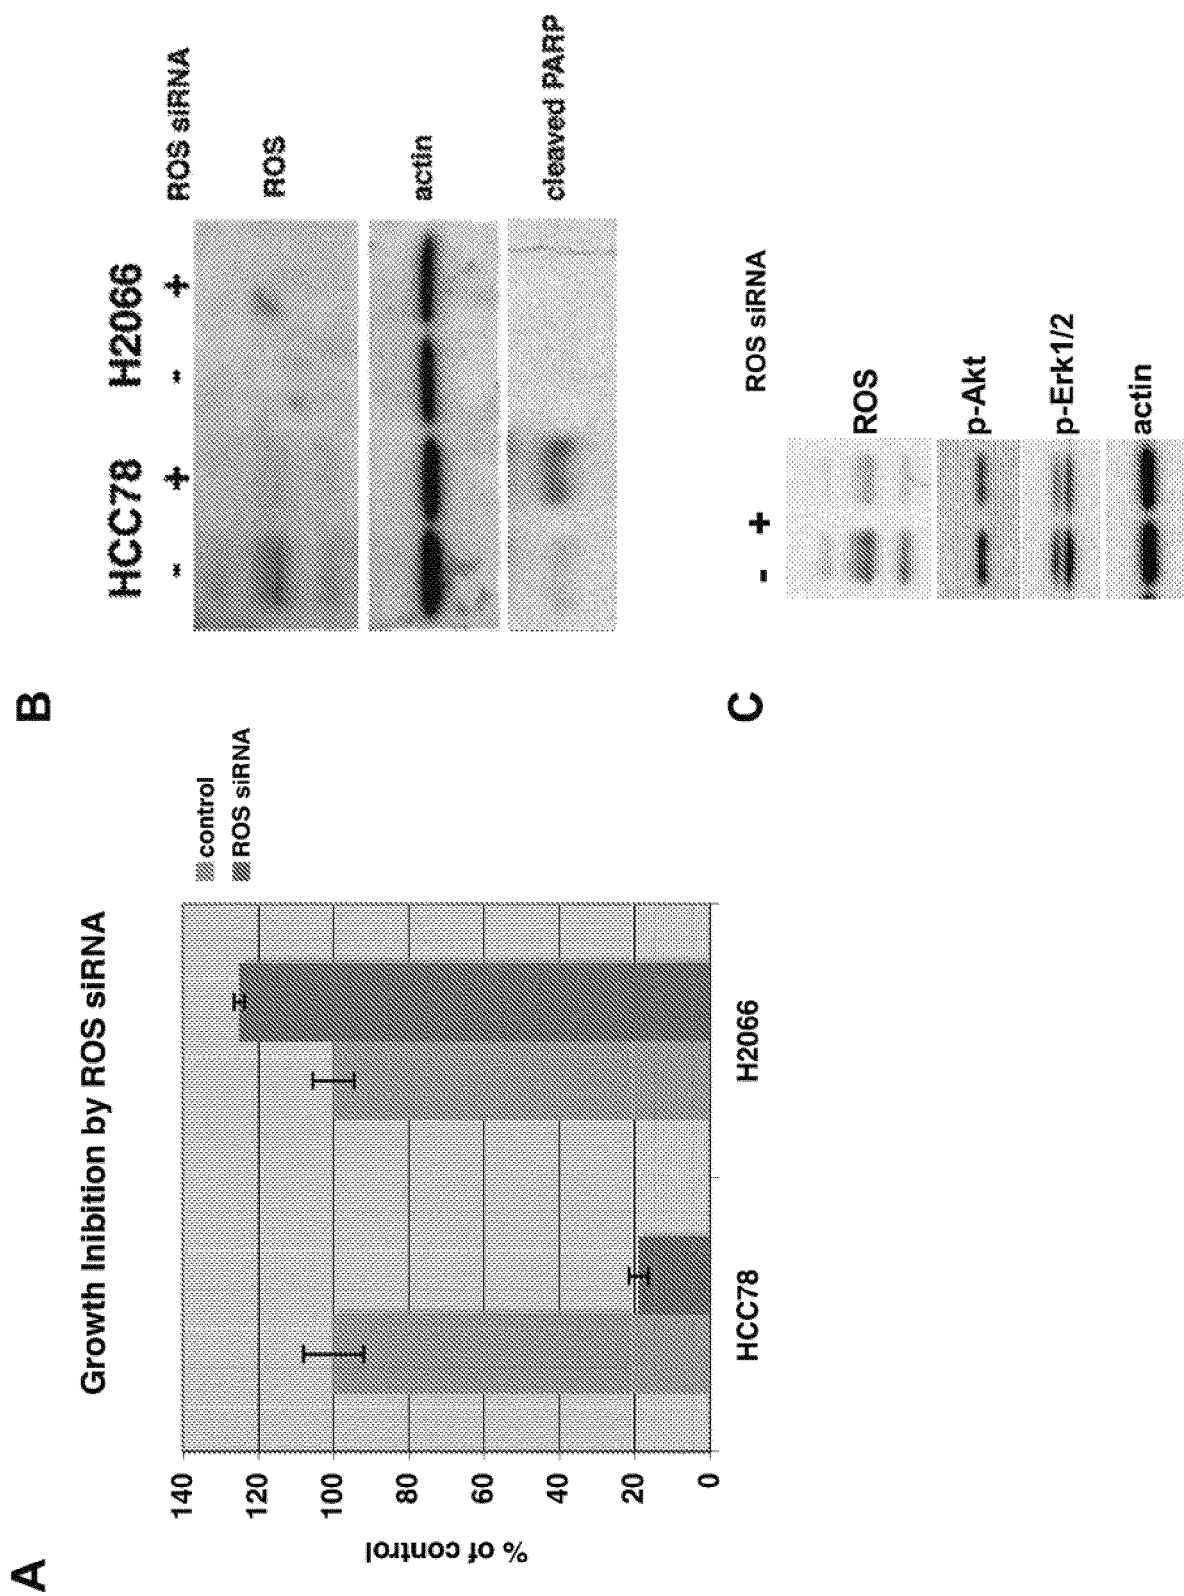 A
Growth Inibition by ROS siRNA
control
ROS siRNA
% of control
140
120
100
80
60
40
20
0
HCC78 H2066
B
HCC78 H2066
- + - + ROS siRNA
ROS
actin
cleaved PARP
C
- + ROS siRNA
ROS
p-Akt
p-Erk1/2
actin